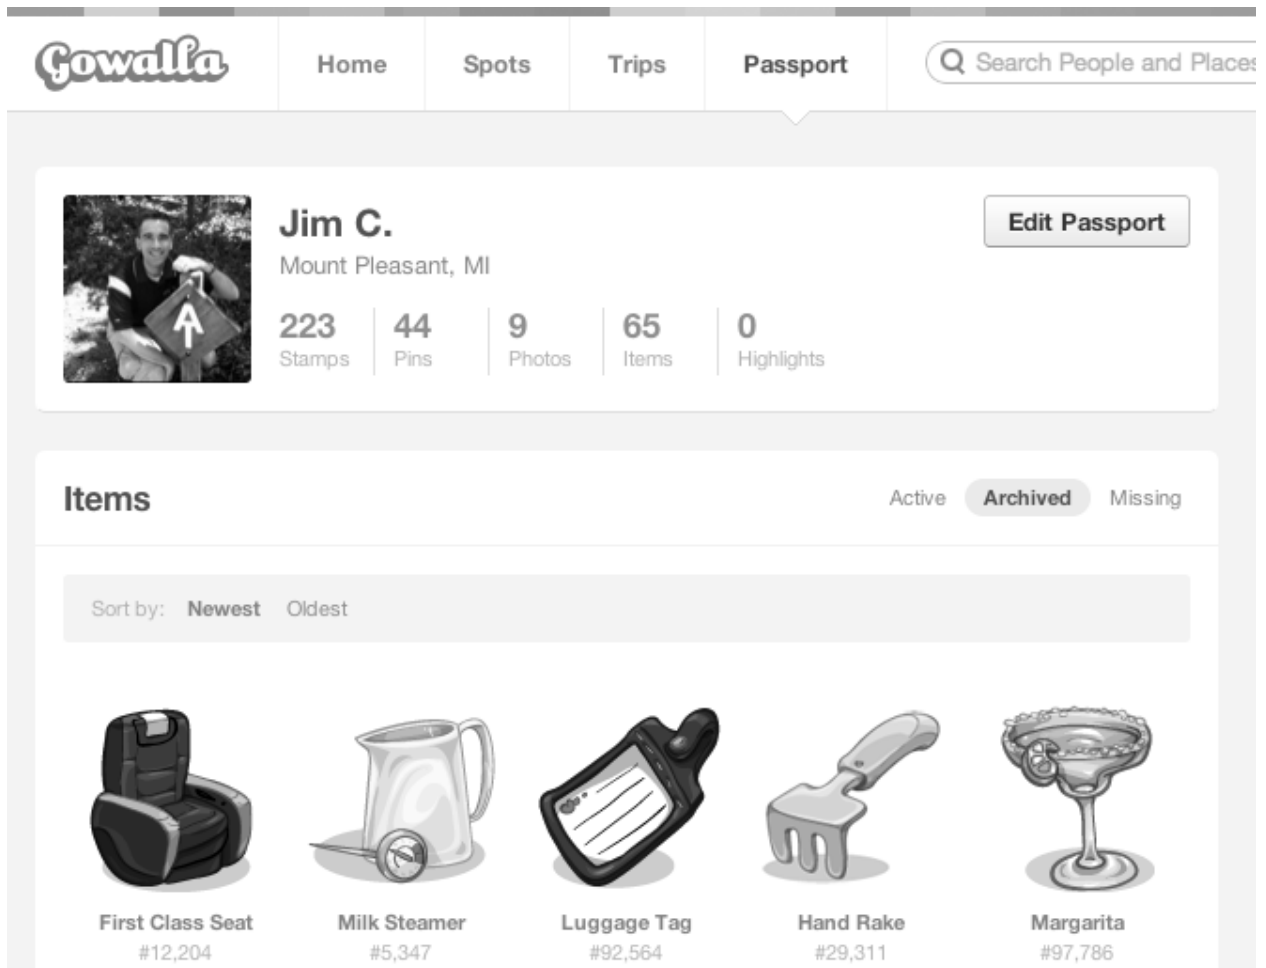 Gowalla
Home Spots Trips Passport Search People and Places
Jim C.
Edit Passport
Mount Pleasant, MI
223 44 9 65 0
Stamps Pins Photos Items Highlights
Items
Active Archived Missing
Sort by: Newest Oldest
First Class Seat Milk Steamer Luggage Tag Hand Rake Margarita
#12,204 #5,347 #92,564 #29,311 #97,786